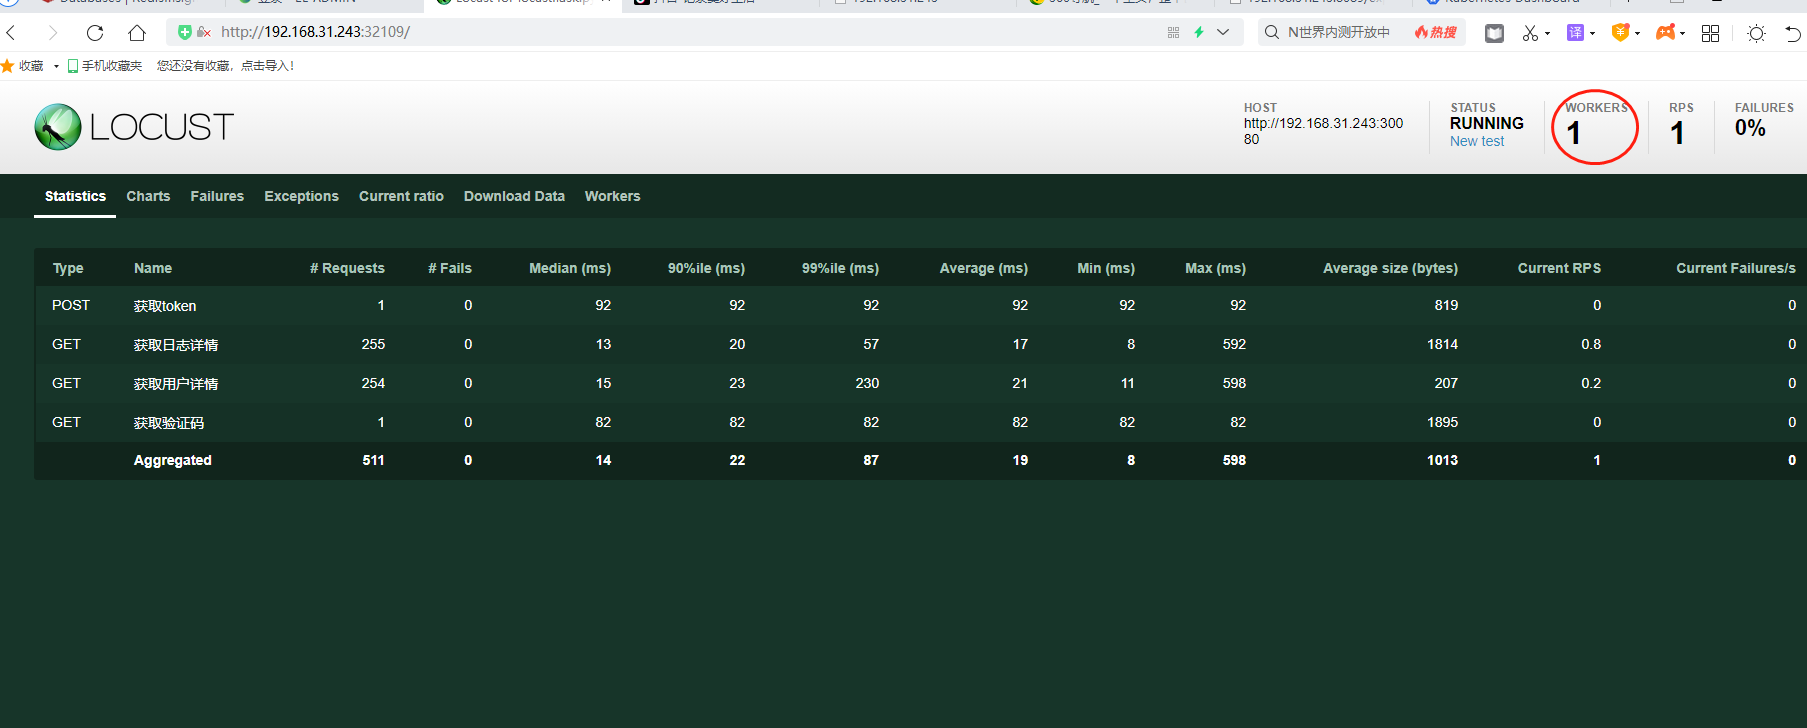 http://192.168.31.243:32109/
N世界内测开放中 热搜
译
收藏 手机收藏夹 您还没有收藏，点击导入！
LOCUST
HOST
http://192.168.31.243:300
80
STATUS
RUNNING
New test
WORKERS
1
RPS
1
FAILURES
0%
Statistics Charts Failures Exceptions Current ratio Download Data Workers
Type Name # Requests # Fails Median (ms) 90%ile (ms) 99%ile (ms) Average (ms) Min (ms) Max (ms) Average size (bytes) Current RPS Current Failures/s
POST 获取token 1 0 92 92 92 92 92 92 819 0 0
GET 获取日志详情 255 0 13 20 57 17 8 592 1814 0.8 0
GET 获取用户详情 254 0 15 23 230 21 11 598 207 0.2 0
GET 获取验证码 1 0 82 82 82 82 82 82 1895 0 0
Aggregated 511 0 14 22 87 19 8 598 1013 1 0